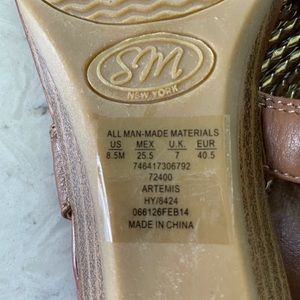 SM
NEW YORK
ALL MAN-MADE MATERIALS
US MEX U.K. EUR
8.5M 25.5 7 40.5
746417306792
72400
ARTEMIS
HY/8424
066126FEB14
MADE IN CHINA